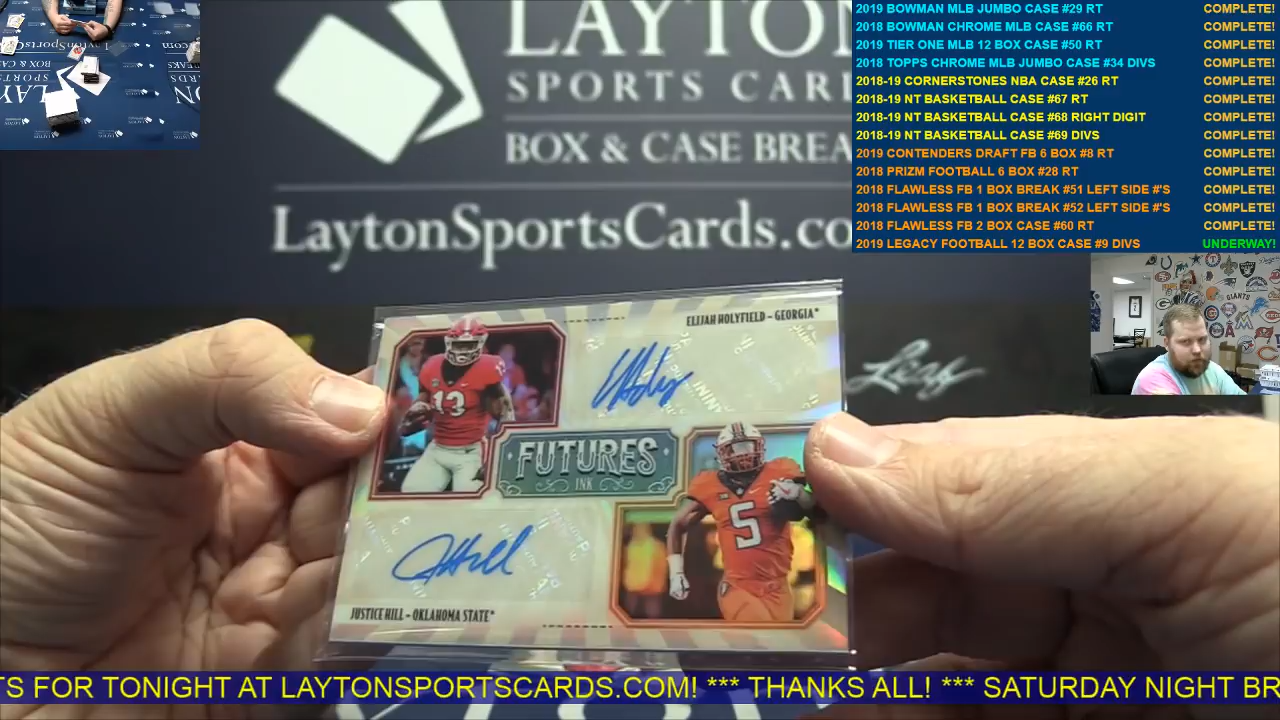 LAYTON
SPORTS CARD
BOX & CASE BREA
LaytonSportsCards.co
2019 BOWMAN MLB JUMBO CASE #29 RT COMPLETE!
2018 BOWMAN CHROME MLB CASE #66 RT COMPLETE!
2019 TIER ONE MLB 12 BOX CASE #50 RT COMPLETE!
2018 TOPPS CHROME MLB JUMBO CASE #34 DIVS COMPLETE!
2018-19 CORNERSTONES NBA CASE #26 RT COMPLETE!
2018-19 NT BASKETBALL CASE #67 RT COMPLETE!
2018-19 NT BASKETBALL CASE #68 RIGHT DIGIT COMPLETE!
2018-19 NT BASKETBALL CASE #69 DIVS COMPLETE!
2019 CONTENDERS DRAFT FB 6 BOX #8 RT COMPLETE!
2018 PRIZM FOOTBALL 6 BOX #28 RT COMPLETE!
2018 FLAWLESS FB 1 BOX BREAK #51 LEFT SIDE #'S COMPLETE!
2018 FLAWLESS FB 1 BOX BREAK #52 LEFT SIDE #'S COMPLETE!
2018 FLAWLESS FB 2 BOX CASE #60 RT COMPLETE!
2019 LEGACY FOOTBALL 12 BOX CASE #9 DIVS UNDERWAY!
GIANTS
Leaf
ELIJAH HOLYFIELD – GEORGIA*
13
FUTURES
INK
5
JUSTICE HILL – OKLAHOMA STATE*
TS FOR TONIGHT AT LAYTONSPORTSCARDS.COM! *** THANKS ALL! *** SATURDAY NIGHT BR